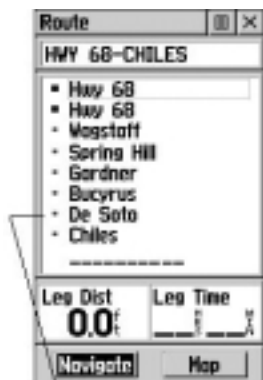 Route
HWY 68-CHILES
Hwy 68
Hwy 68
Wagstaff
Spring Hill
Gardner
Bucyrus
De Soto
Chiles
__________
Leg Dist
Leg Time
0.0
Navigate
Map